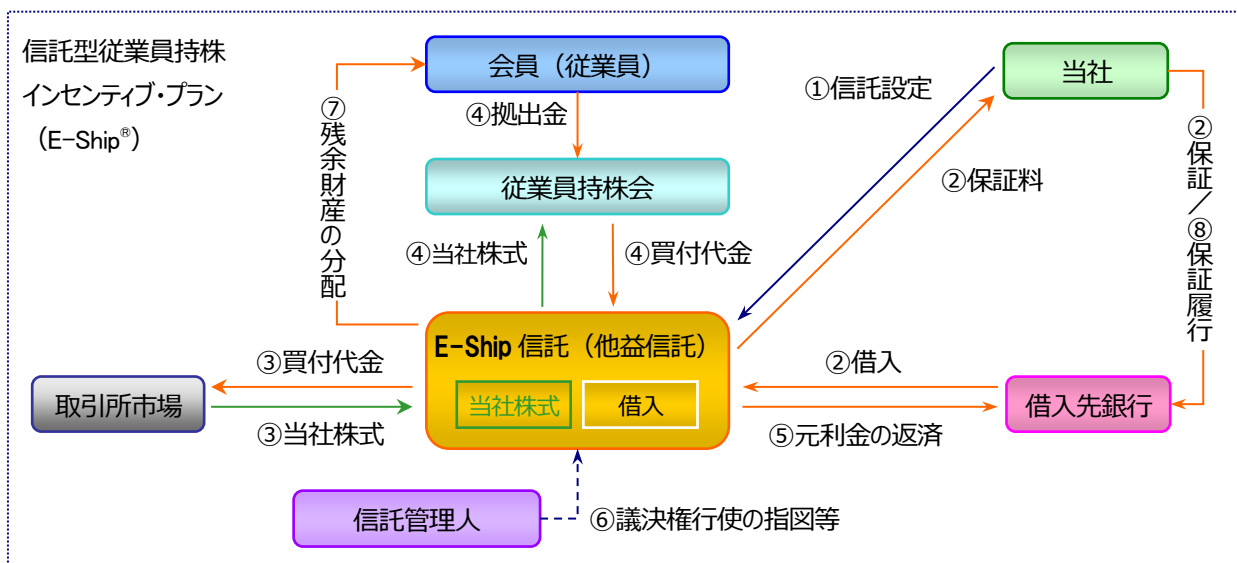 信託型従業員持株
インセンティブ・プラン
（E-Ship®）
会員（従業員）
当社
①信託設定
④拠出金
⑦残余財産の分配
従業員持株会
②保証料
②保証／⑧保証履行
④当社株式
④買付代金
E-Ship 信託（他益信託）
当社株式
借入
③買付代金
取引所市場
③当社株式
②借入
借入先銀行
⑤元利金の返済
信託管理人
⑥議決権行使の指図等